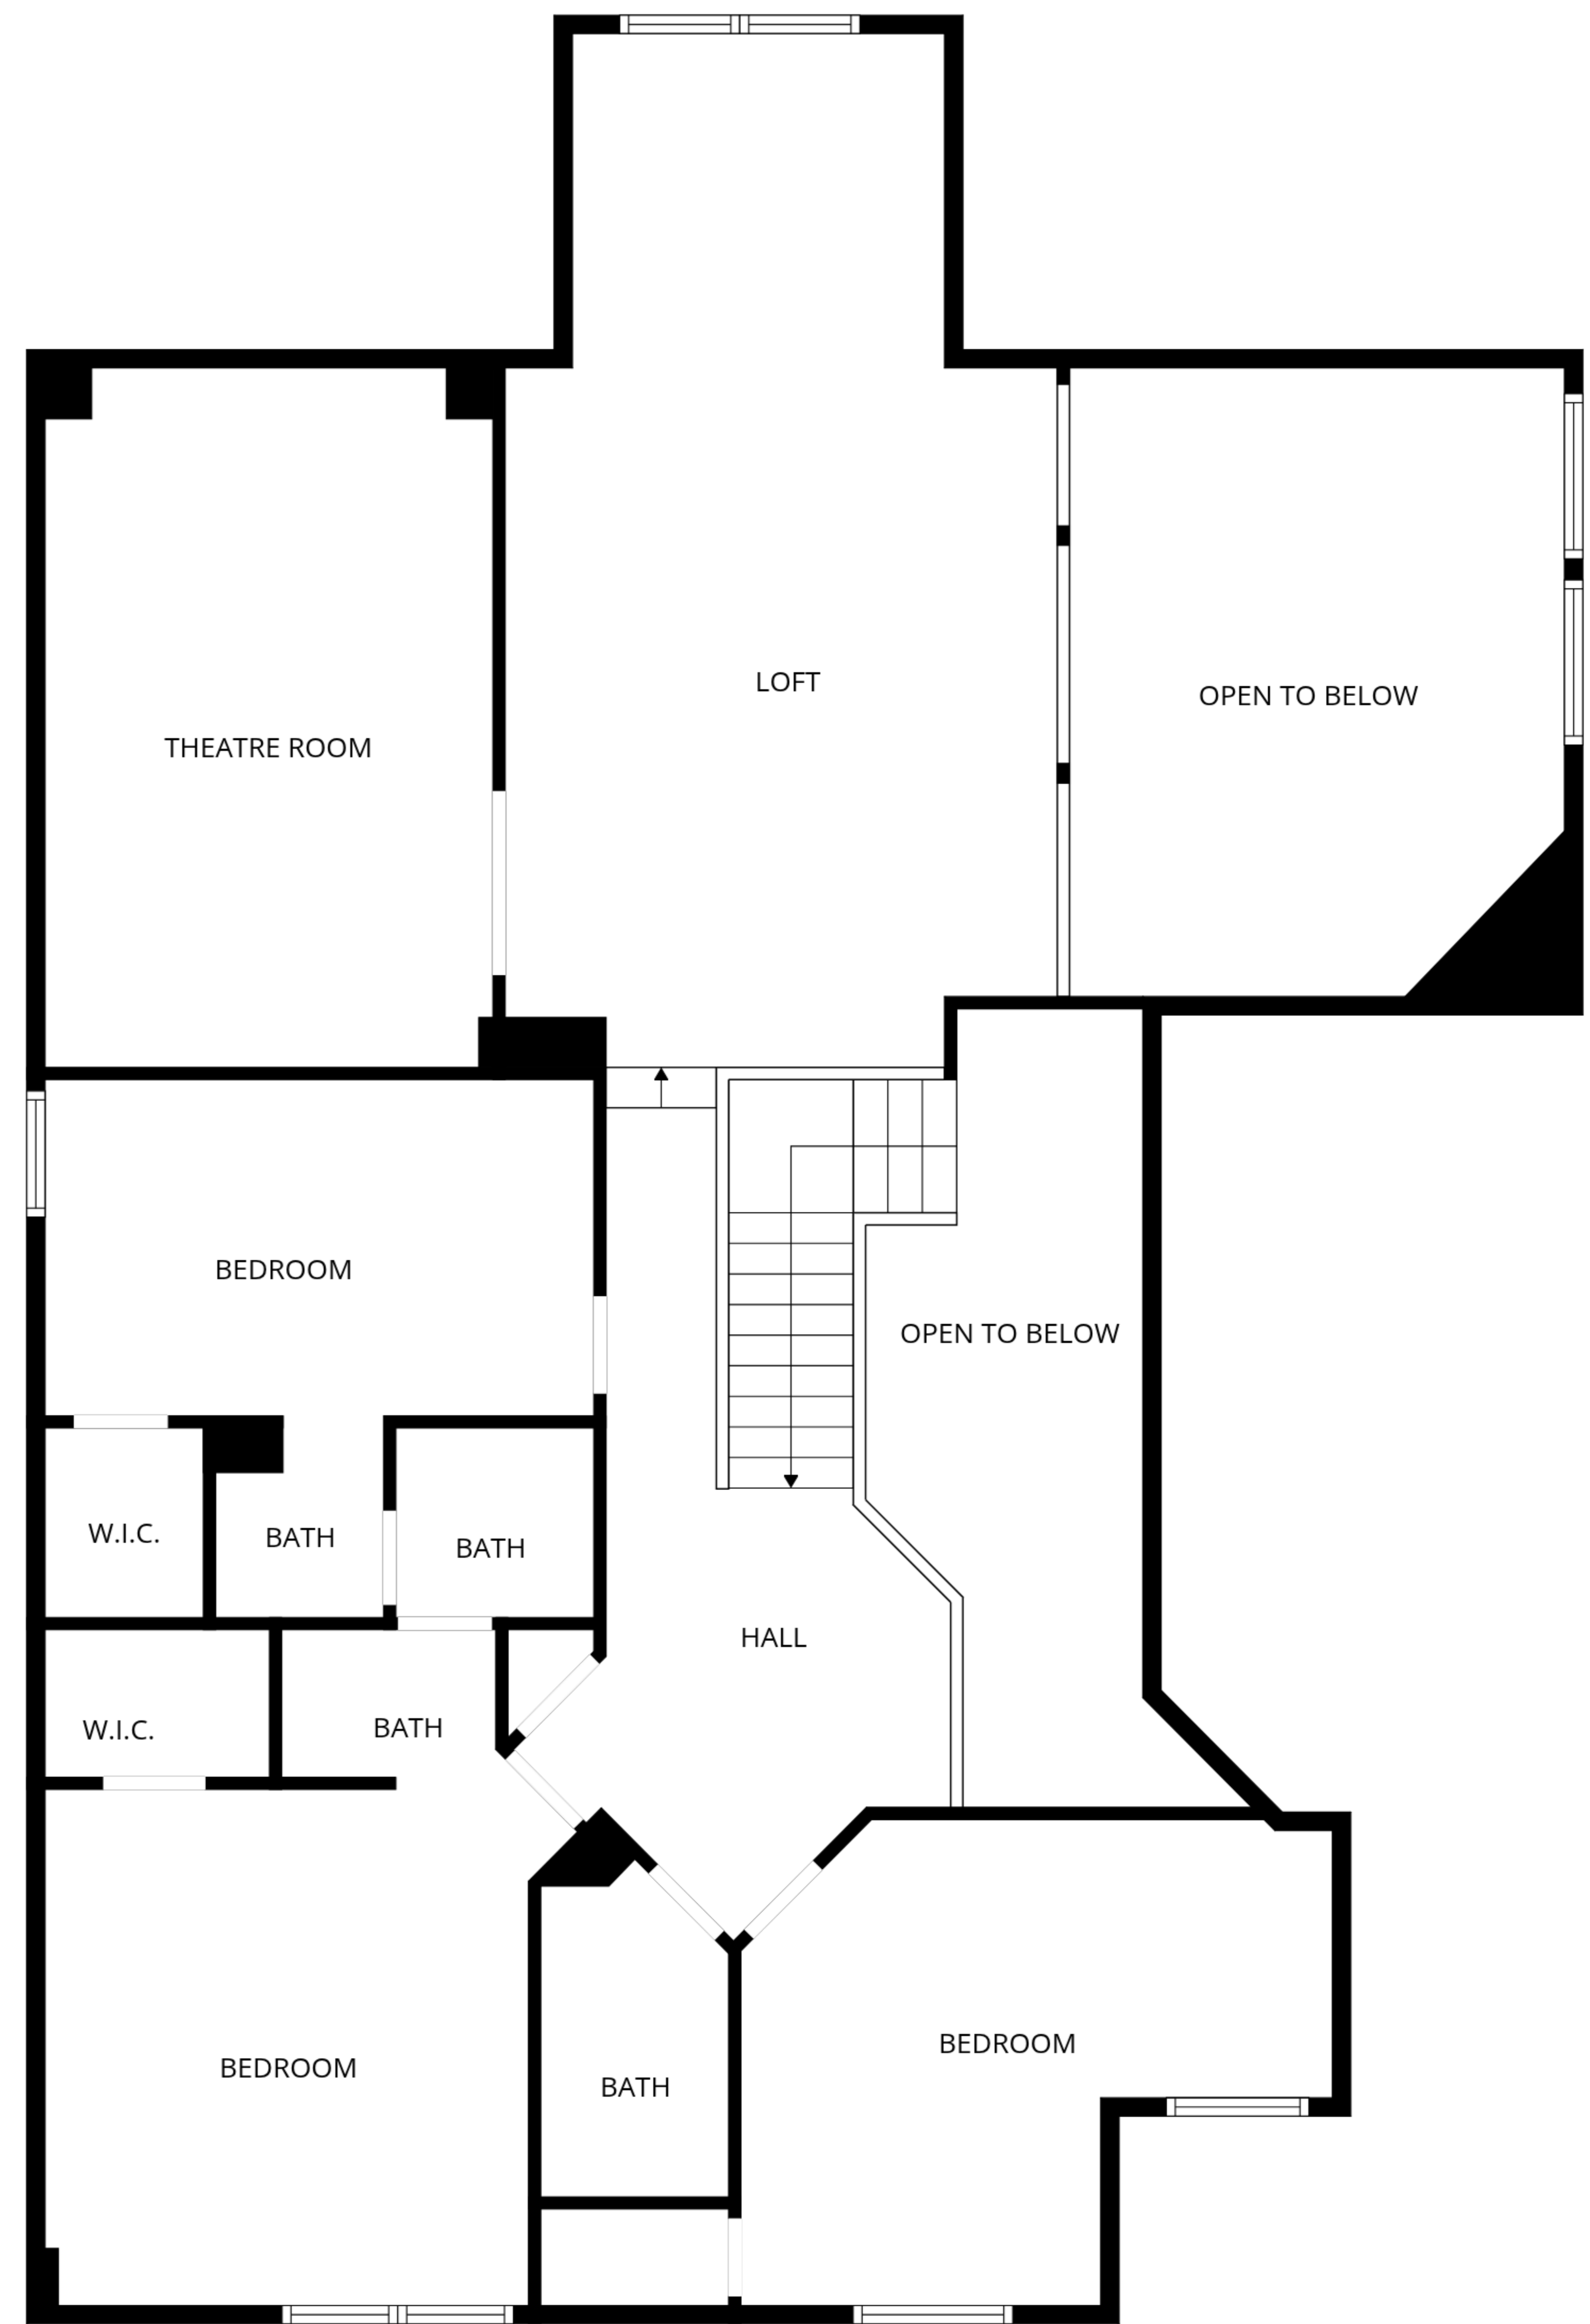 LOFT
OPEN TO BELOW
THEATRE ROOM
BEDROOM
OPEN TO BELOW
W.I.C.
BATH
BATH
HALL
W.I.C.
BATH
BEDROOM
BEDROOM
BATH